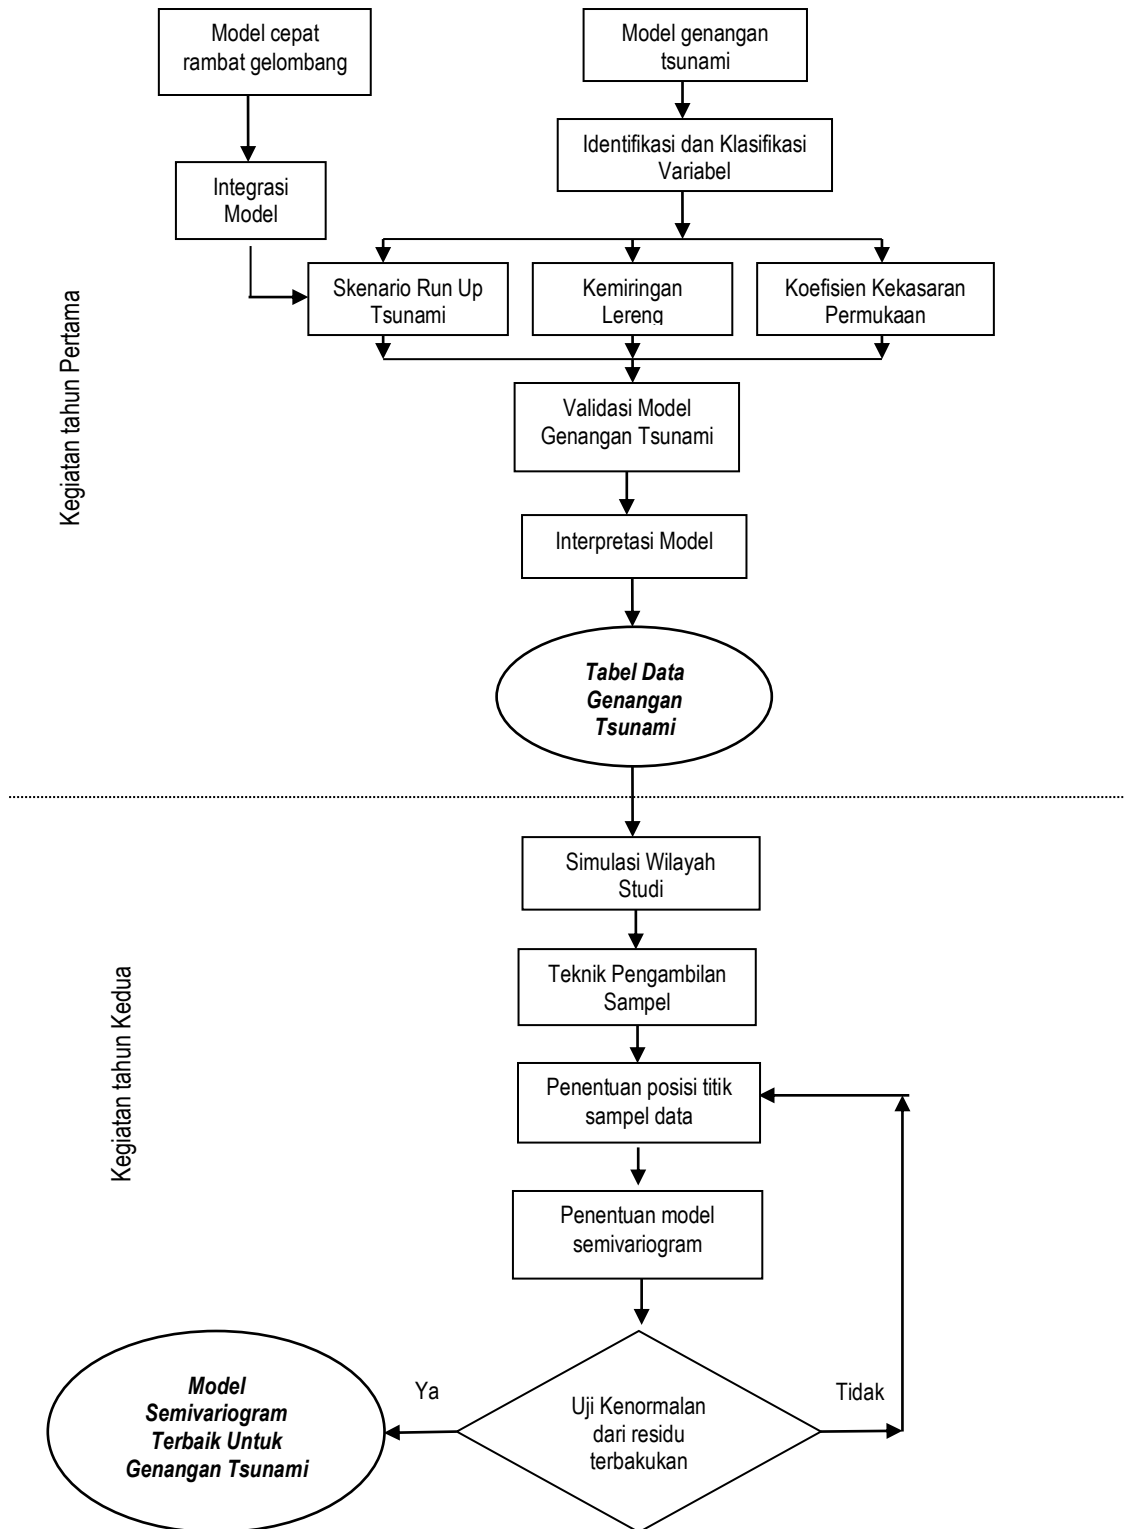 Model cepat
rambat gelombang
Model genangan
tsunami
Identifikasi dan Klasifikasi
Variabel
Integrasi
Model
Skenario Run Up
Tsunami
Kemiringan
Lereng
Koefisien Kekasaran
Permukaan
Kegiatan tahun Pertama
Validasi Model
Genangan Tsunami
Interpretasi Model
Tabel Data
Genangan
Tsunami
Simulasi Wilayah
Studi
Teknik Pengambilan
Sampel
Kegiatan tahun Kedua
Penentuan posisi titik
sampel data
Penentuan model
semivariogram
Model
Semivariogram
Terbaik Untuk
Genangan Tsunami
Ya
Uji Kenormalan
dari residu
terbakukan
Tidak